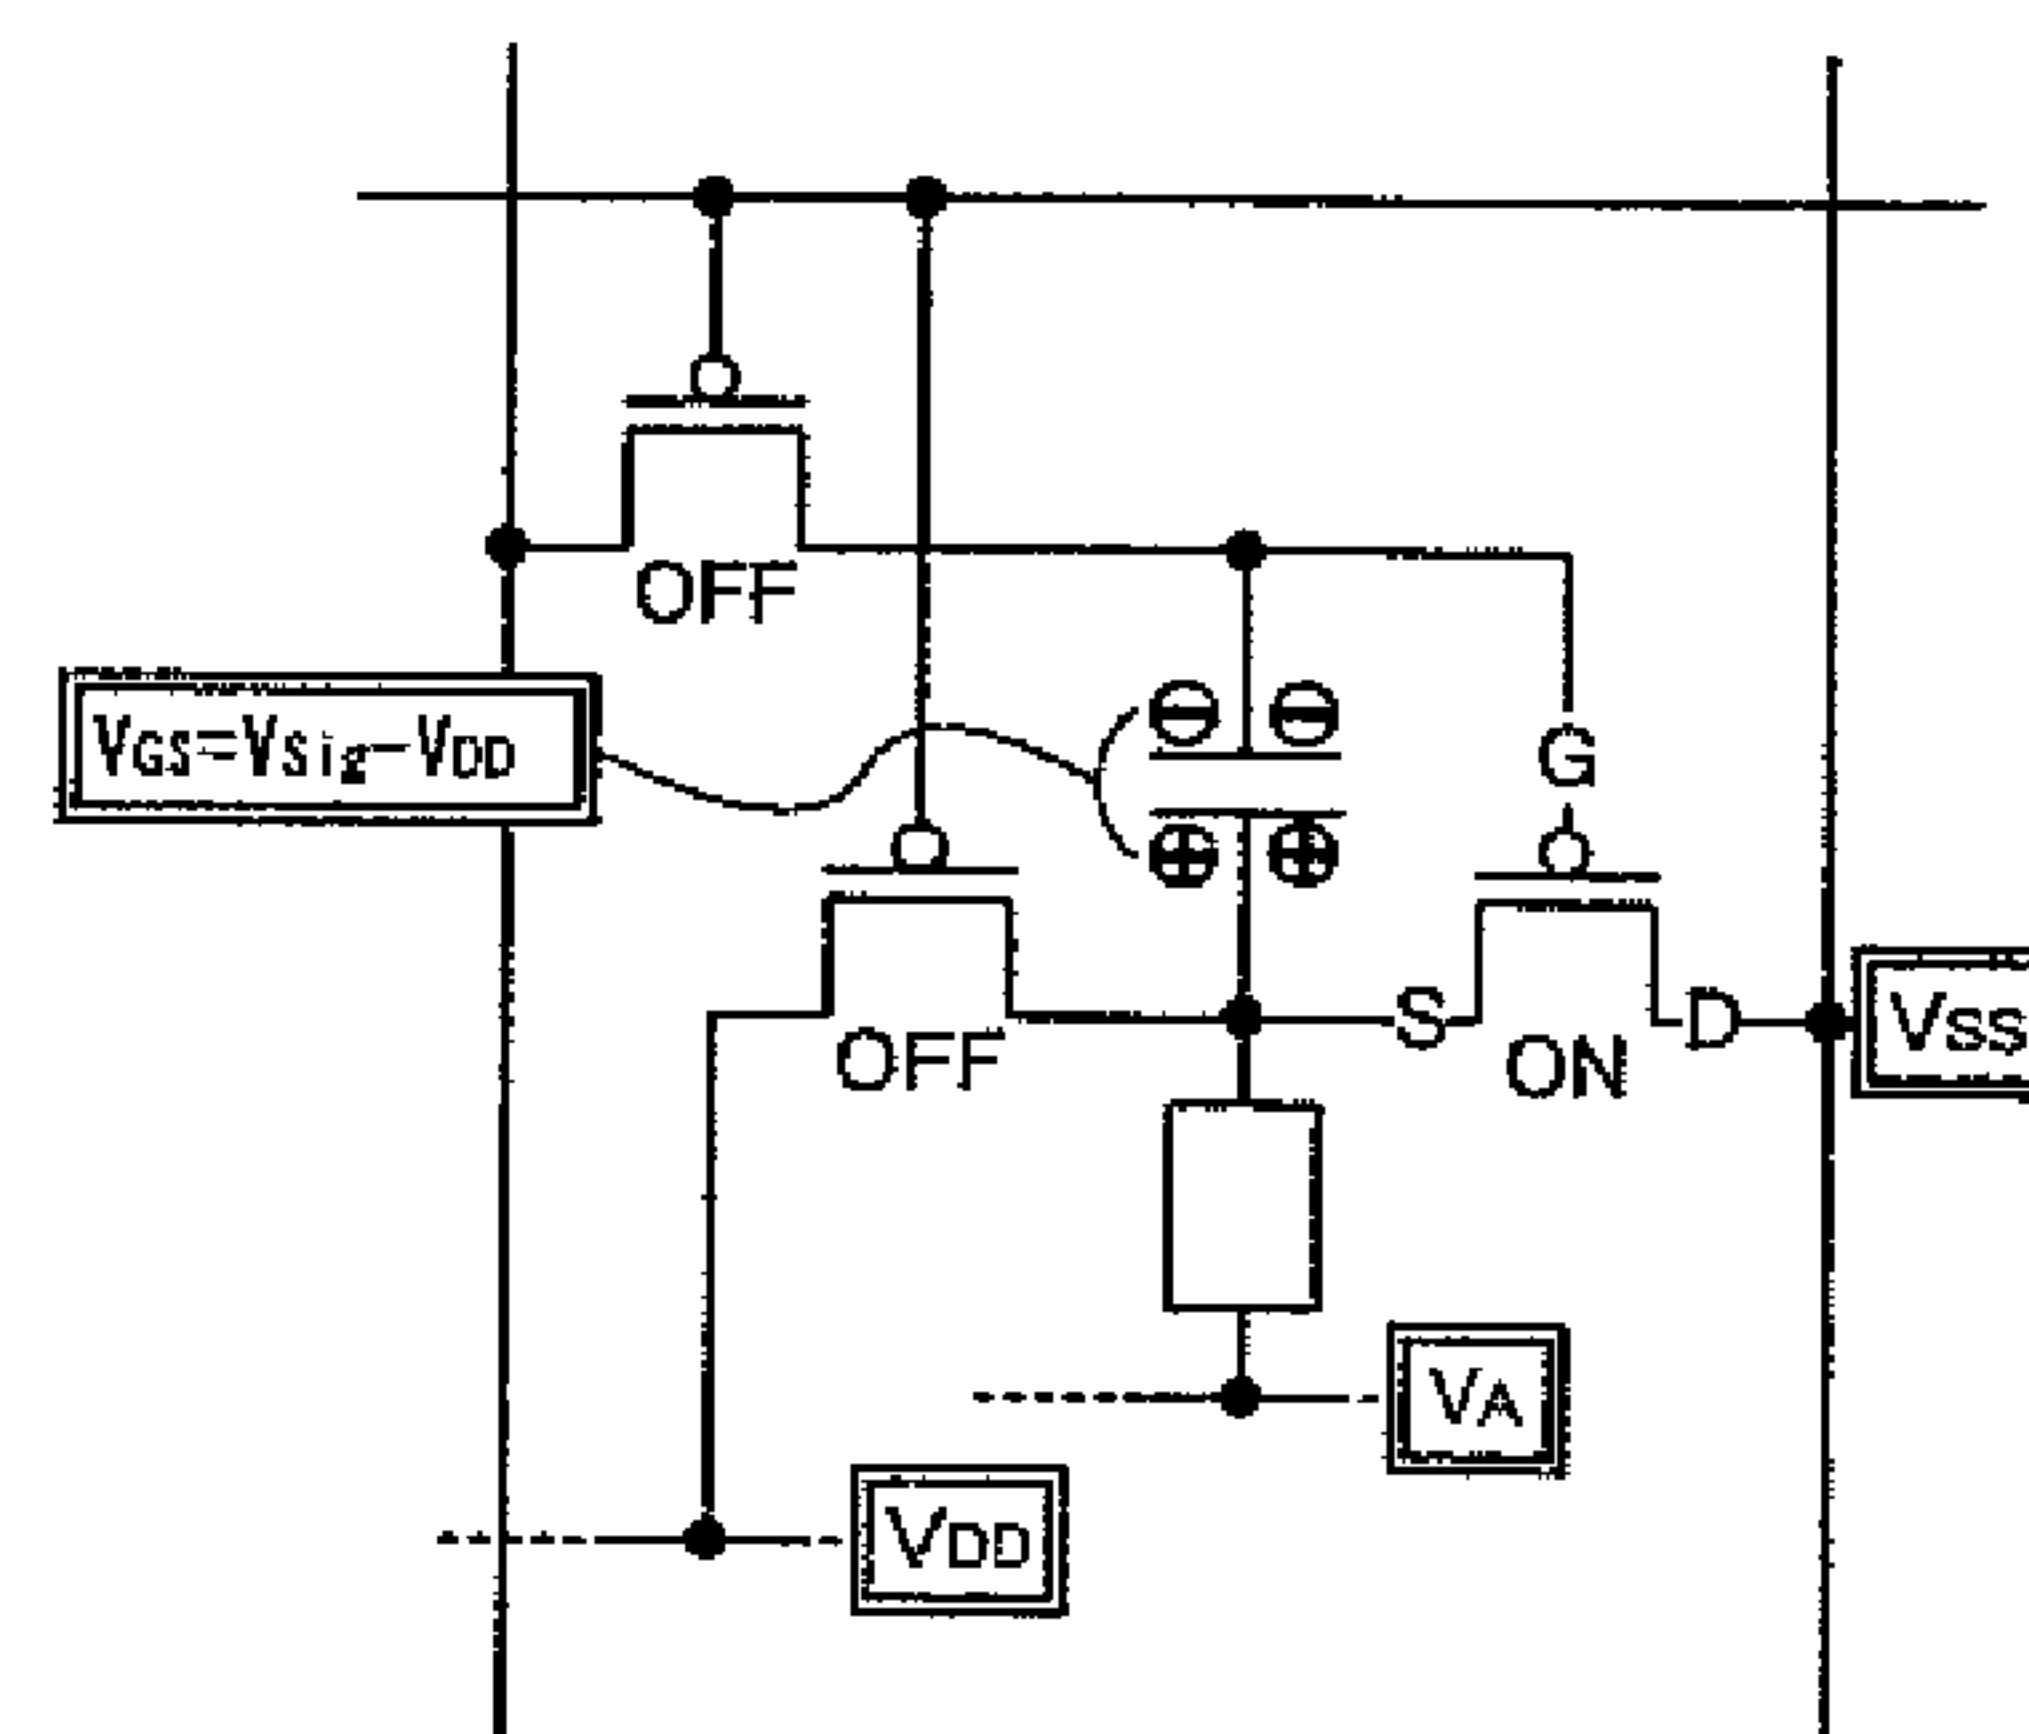 OFF
VGS=VSig-VDD
G
S
D
VSS
OFF
ON
VA
VDD